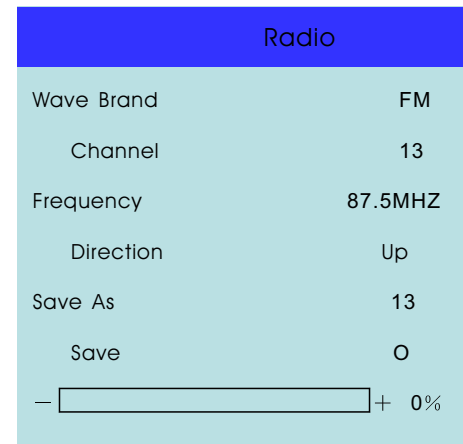 Radio
Wave Brand FM
Channel 13
Frequency 87.5MHZ
Direction Up
Save As 13
Save O
- + 0%